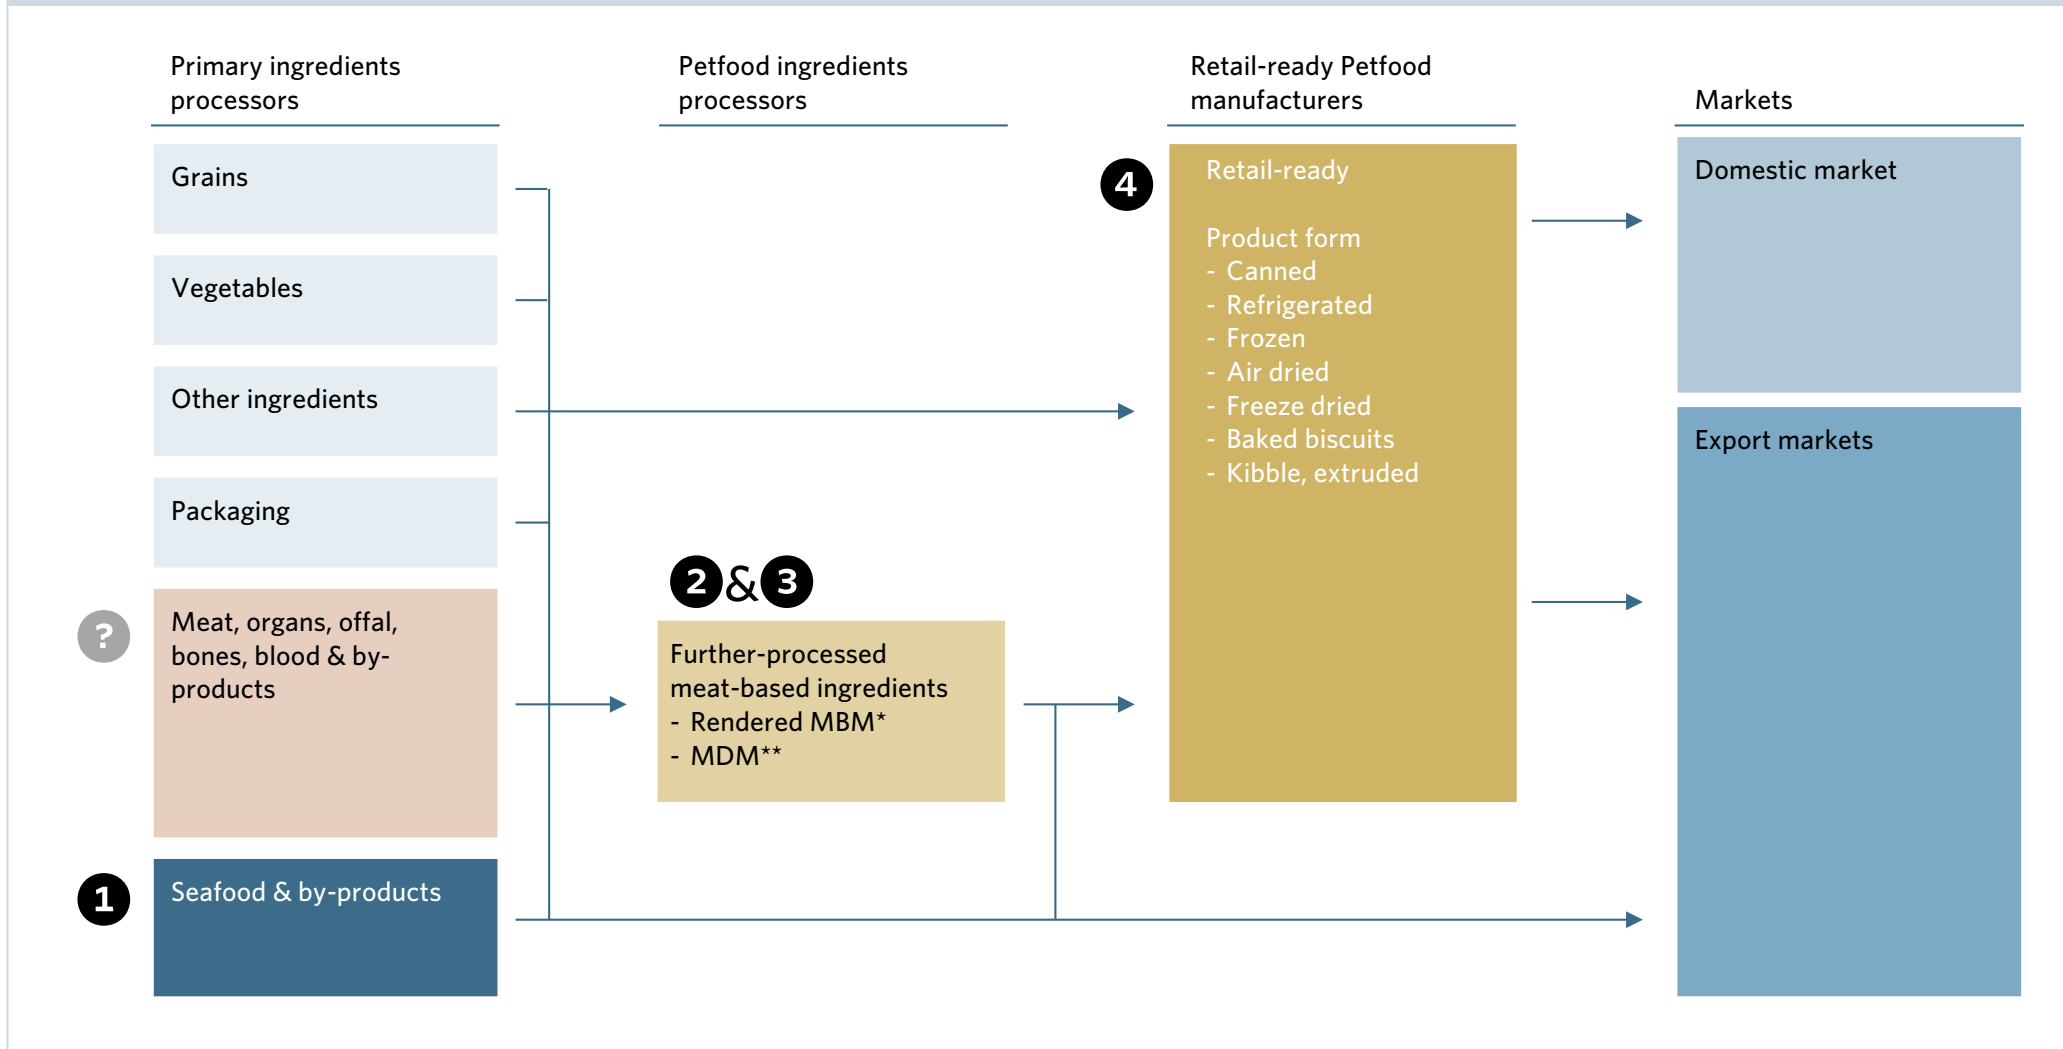 Primary ingredients
processors
Petfood ingredients
processors
Retail-ready Petfood
manufacturers
Markets
Grains
Vegetables
Other ingredients
Packaging
?
Meat, organs, offal,
bones, blood & by-
products
1
Seafood & by-products
2&3
Further-processed
meat-based ingredients
- Rendered MBM*
- MDM**
4
Retail-ready
Product form
- Canned
- Refrigerated
- Frozen
- Air dried
- Freeze dried
- Baked biscuits
- Kibble, extruded
Domestic market
Export markets